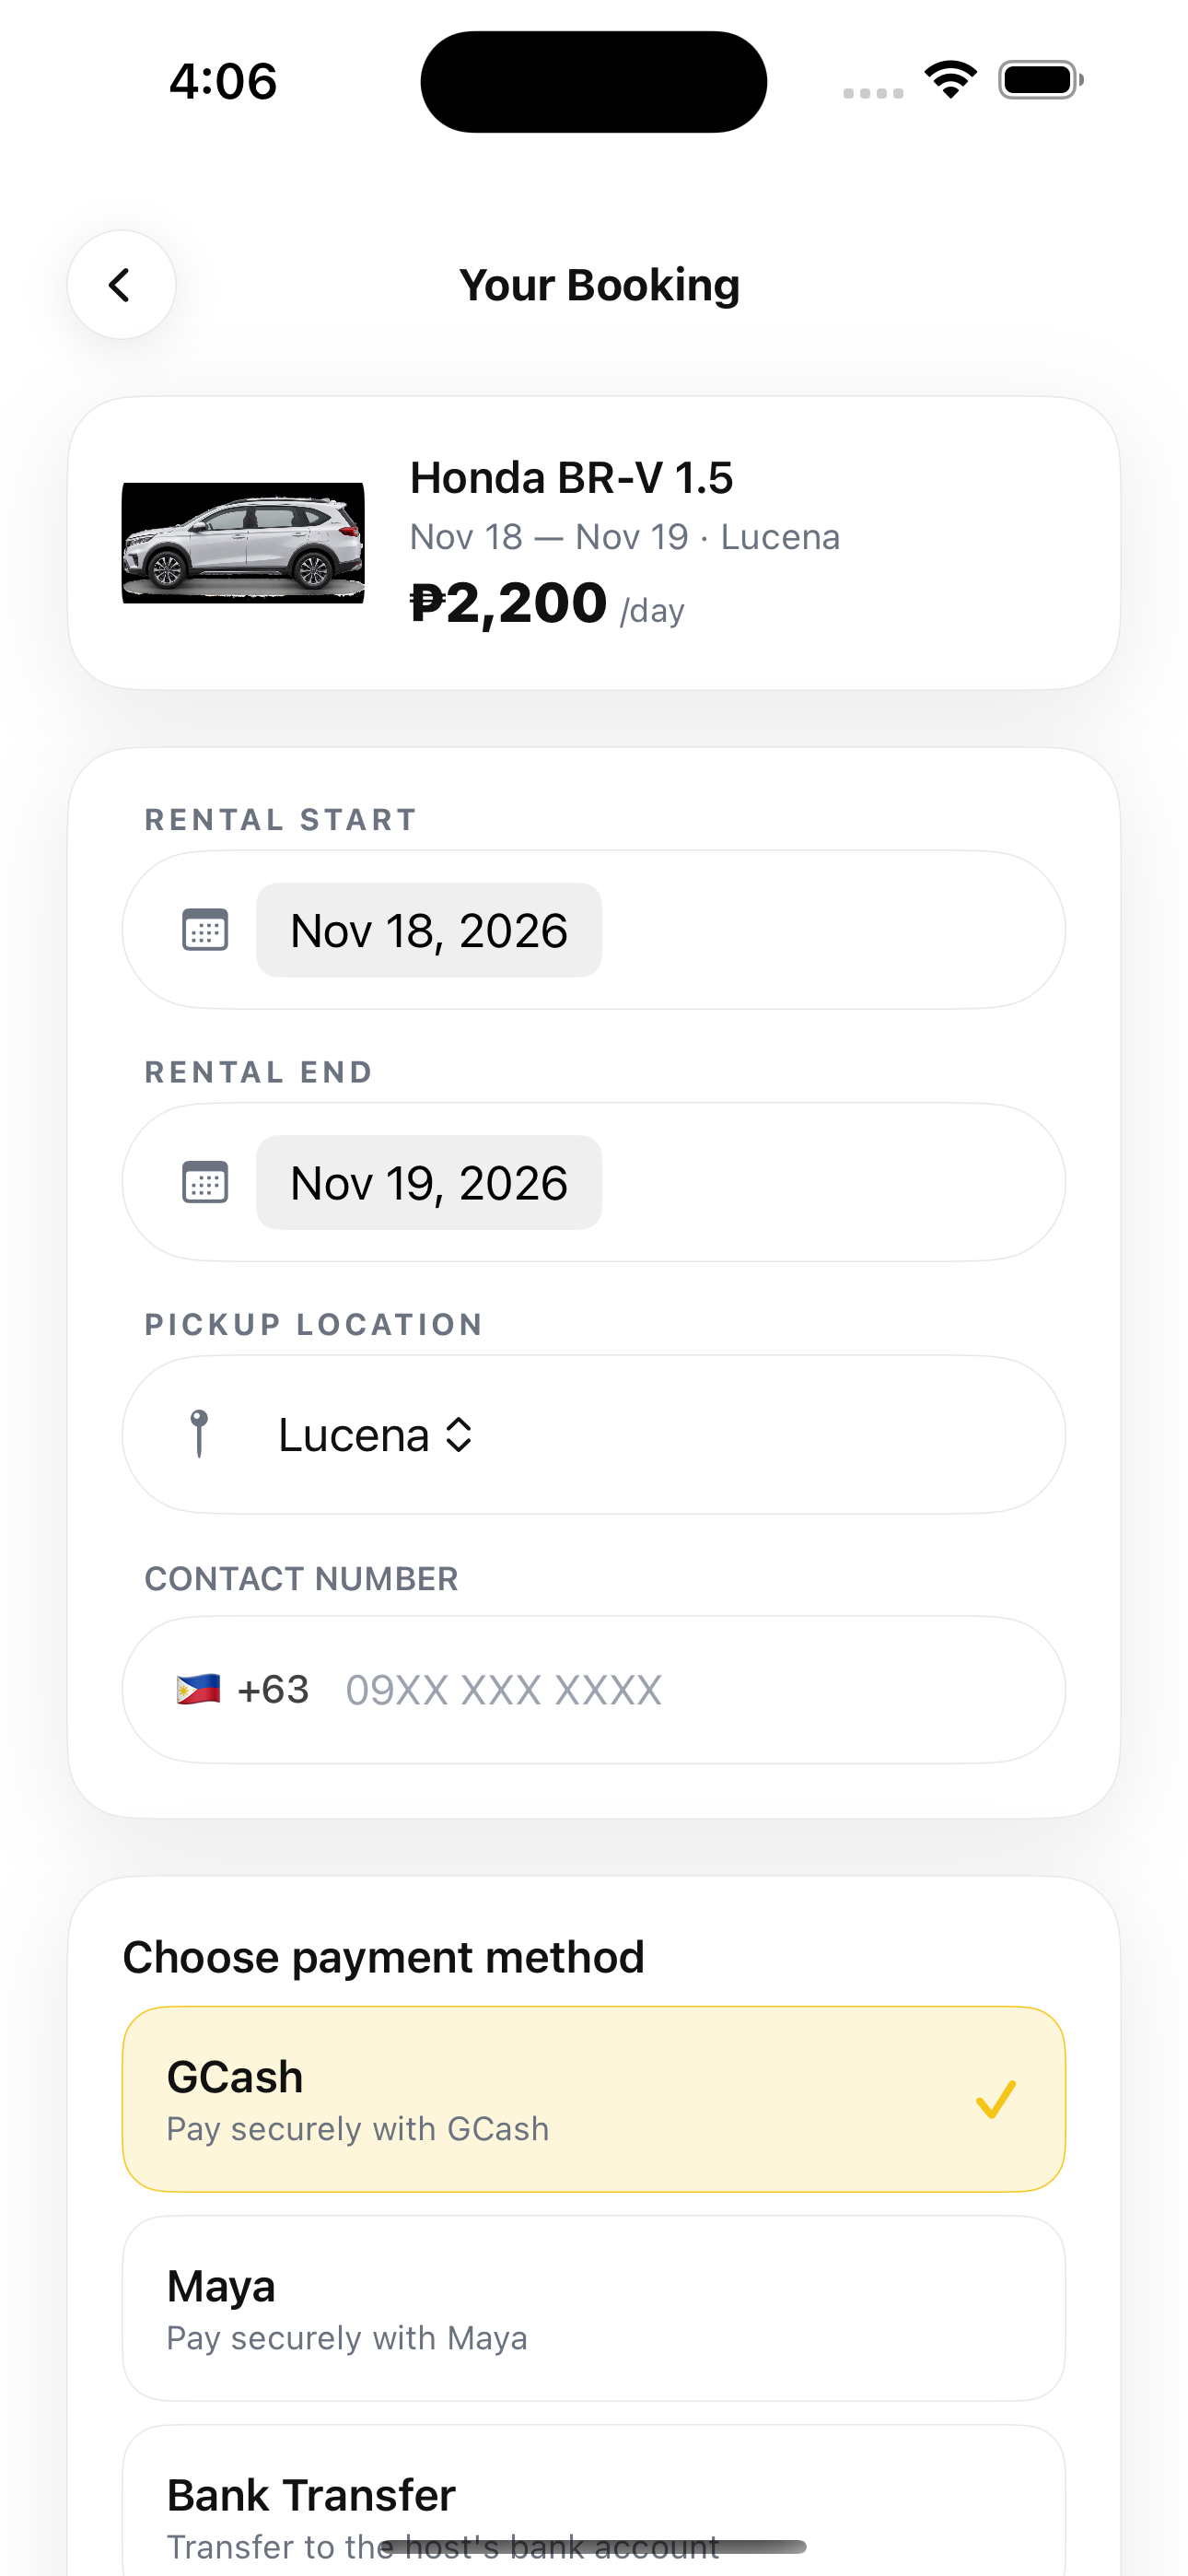 4:06
Your Booking
Honda BR-V 1.5
Nov 18 — Nov 19 · Lucena
₱2,200 /day
RENTAL START
Nov 18, 2026
RENTAL END
Nov 19, 2026
PICKUP LOCATION
Lucena
CONTACT NUMBER
+63 09XX XXX XXXX
Choose payment method
GCash
Pay securely with GCash
Maya
Pay securely with Maya
Bank Transfer
Transfer to the host's bank account